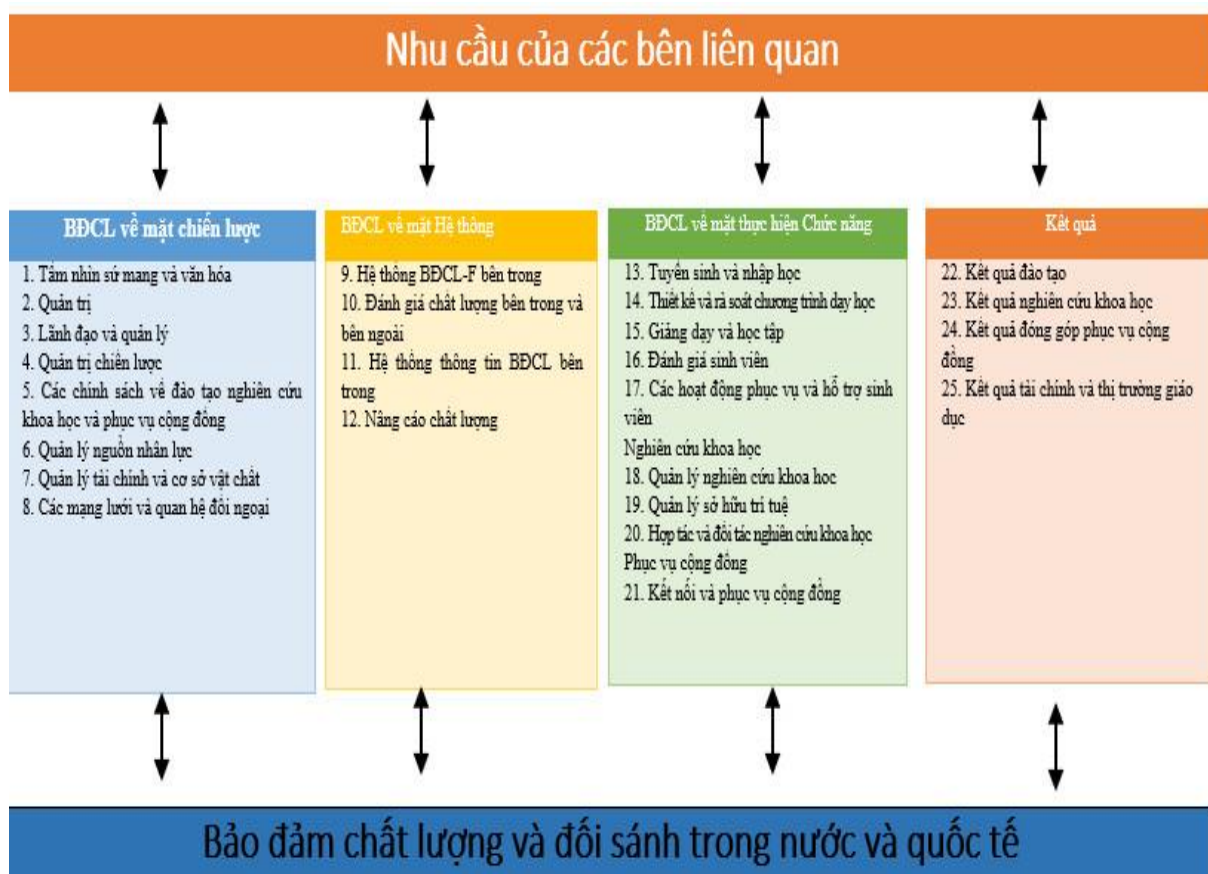 Nhu cầu của các bên liên quan
BĐCL về mặt chiến lược
1. Tầm nhìn sứ mang và văn hóa
2. Quản trị
3. Lãnh đạo và quản lý
4. Quản trị chiến lược
5. Các chính sách về đào tạo nghiên cứu
khoa học và phục vụ cộng đồng
6. Quản lý nguồn nhân lực
7. Quản lý tài chính và cơ sở vật chất
8. Các mạng lưới và quan hệ đối ngoại
BĐCL về mặt Hệ thông
9. Hệ thống BĐCL-F bên trong
10. Đánh giá chất lượng bên trong và
bên ngoài
11. Hệ thống thông tin BĐCL bên
trong
12. Nâng cáo chất lượng
BĐCL về mặt thực hiện Chức năng
13. Tuyển sinh và nhập học
14. Thiết kế và rà soát chương trình dạy học
15. Giảng dạy và học tập
16. Đánh giá sinh viên
17. Các hoạt động phục vụ và hỗ trợ sinh
viên
Nghiên cứu khoa học
18. Quản lý nghiên cứu khoa hoc
19. Quản lý sở hữu trí tuệ
20. Hợp tác và đối tác nghiên cứu khoa học
Phục vụ cộng đồng
21. Kết nối và phục vụ cộng đồng
Kết quả
22. Kết quả đào tạo
23. Kết quả nghiên cứu khoa học
24. Kết quả đóng góp phục vụ cộng
đồng
25. Kết quả tài chính và thị trường giáo
dục
Bảo đảm chất lượng và đối sánh trong nước và quốc tế